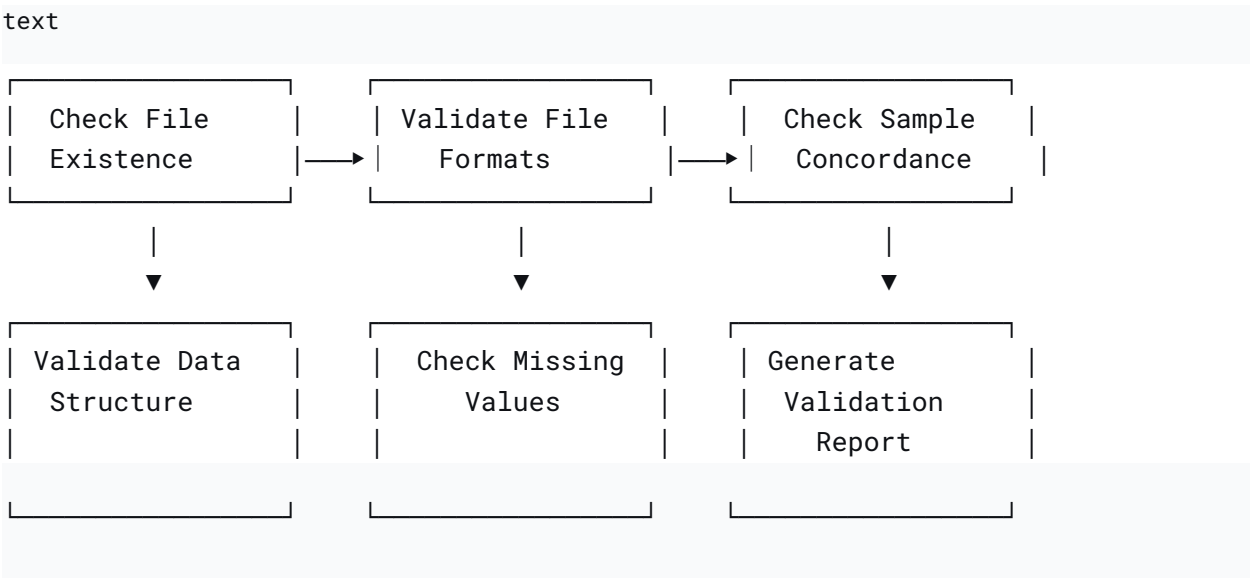 text
Check File
Existence
Validate File
Formats
Check Sample
Concordance
Validate Data
Structure
Check Missing
Values
Generate
Validation
Report